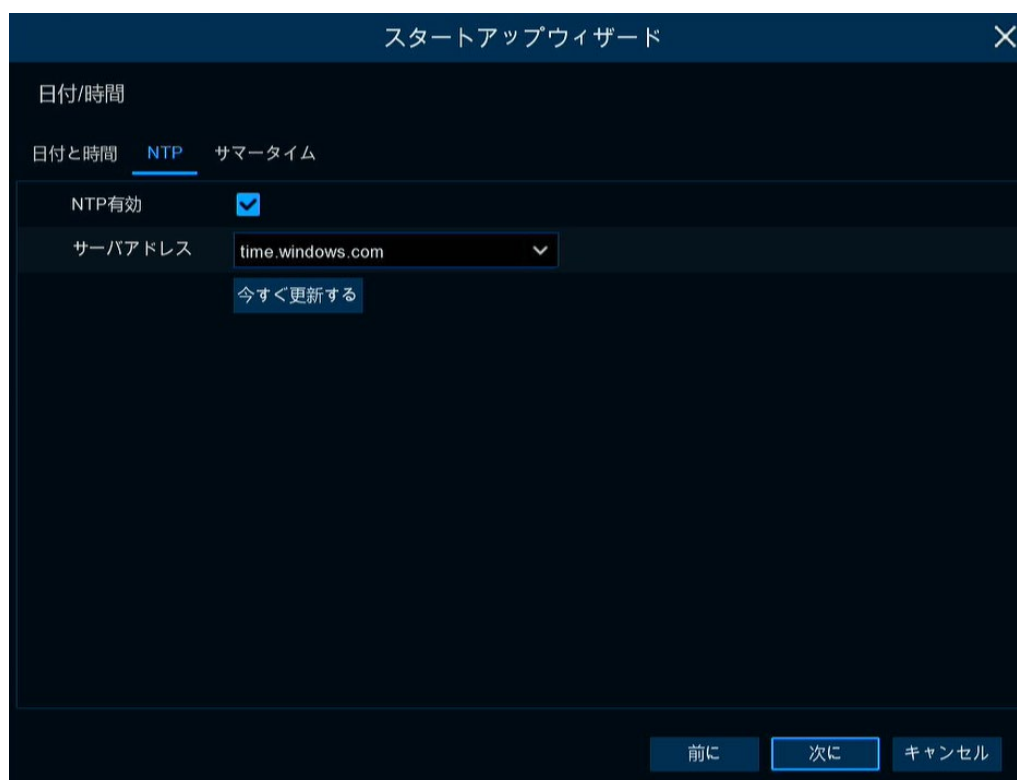 スタートアップウィザード
日付/時間
日付と時間 NTP サマータイム
NTP有効
サーバアドレス time.windows.com
今すぐ更新する
前に 次に キャンセル